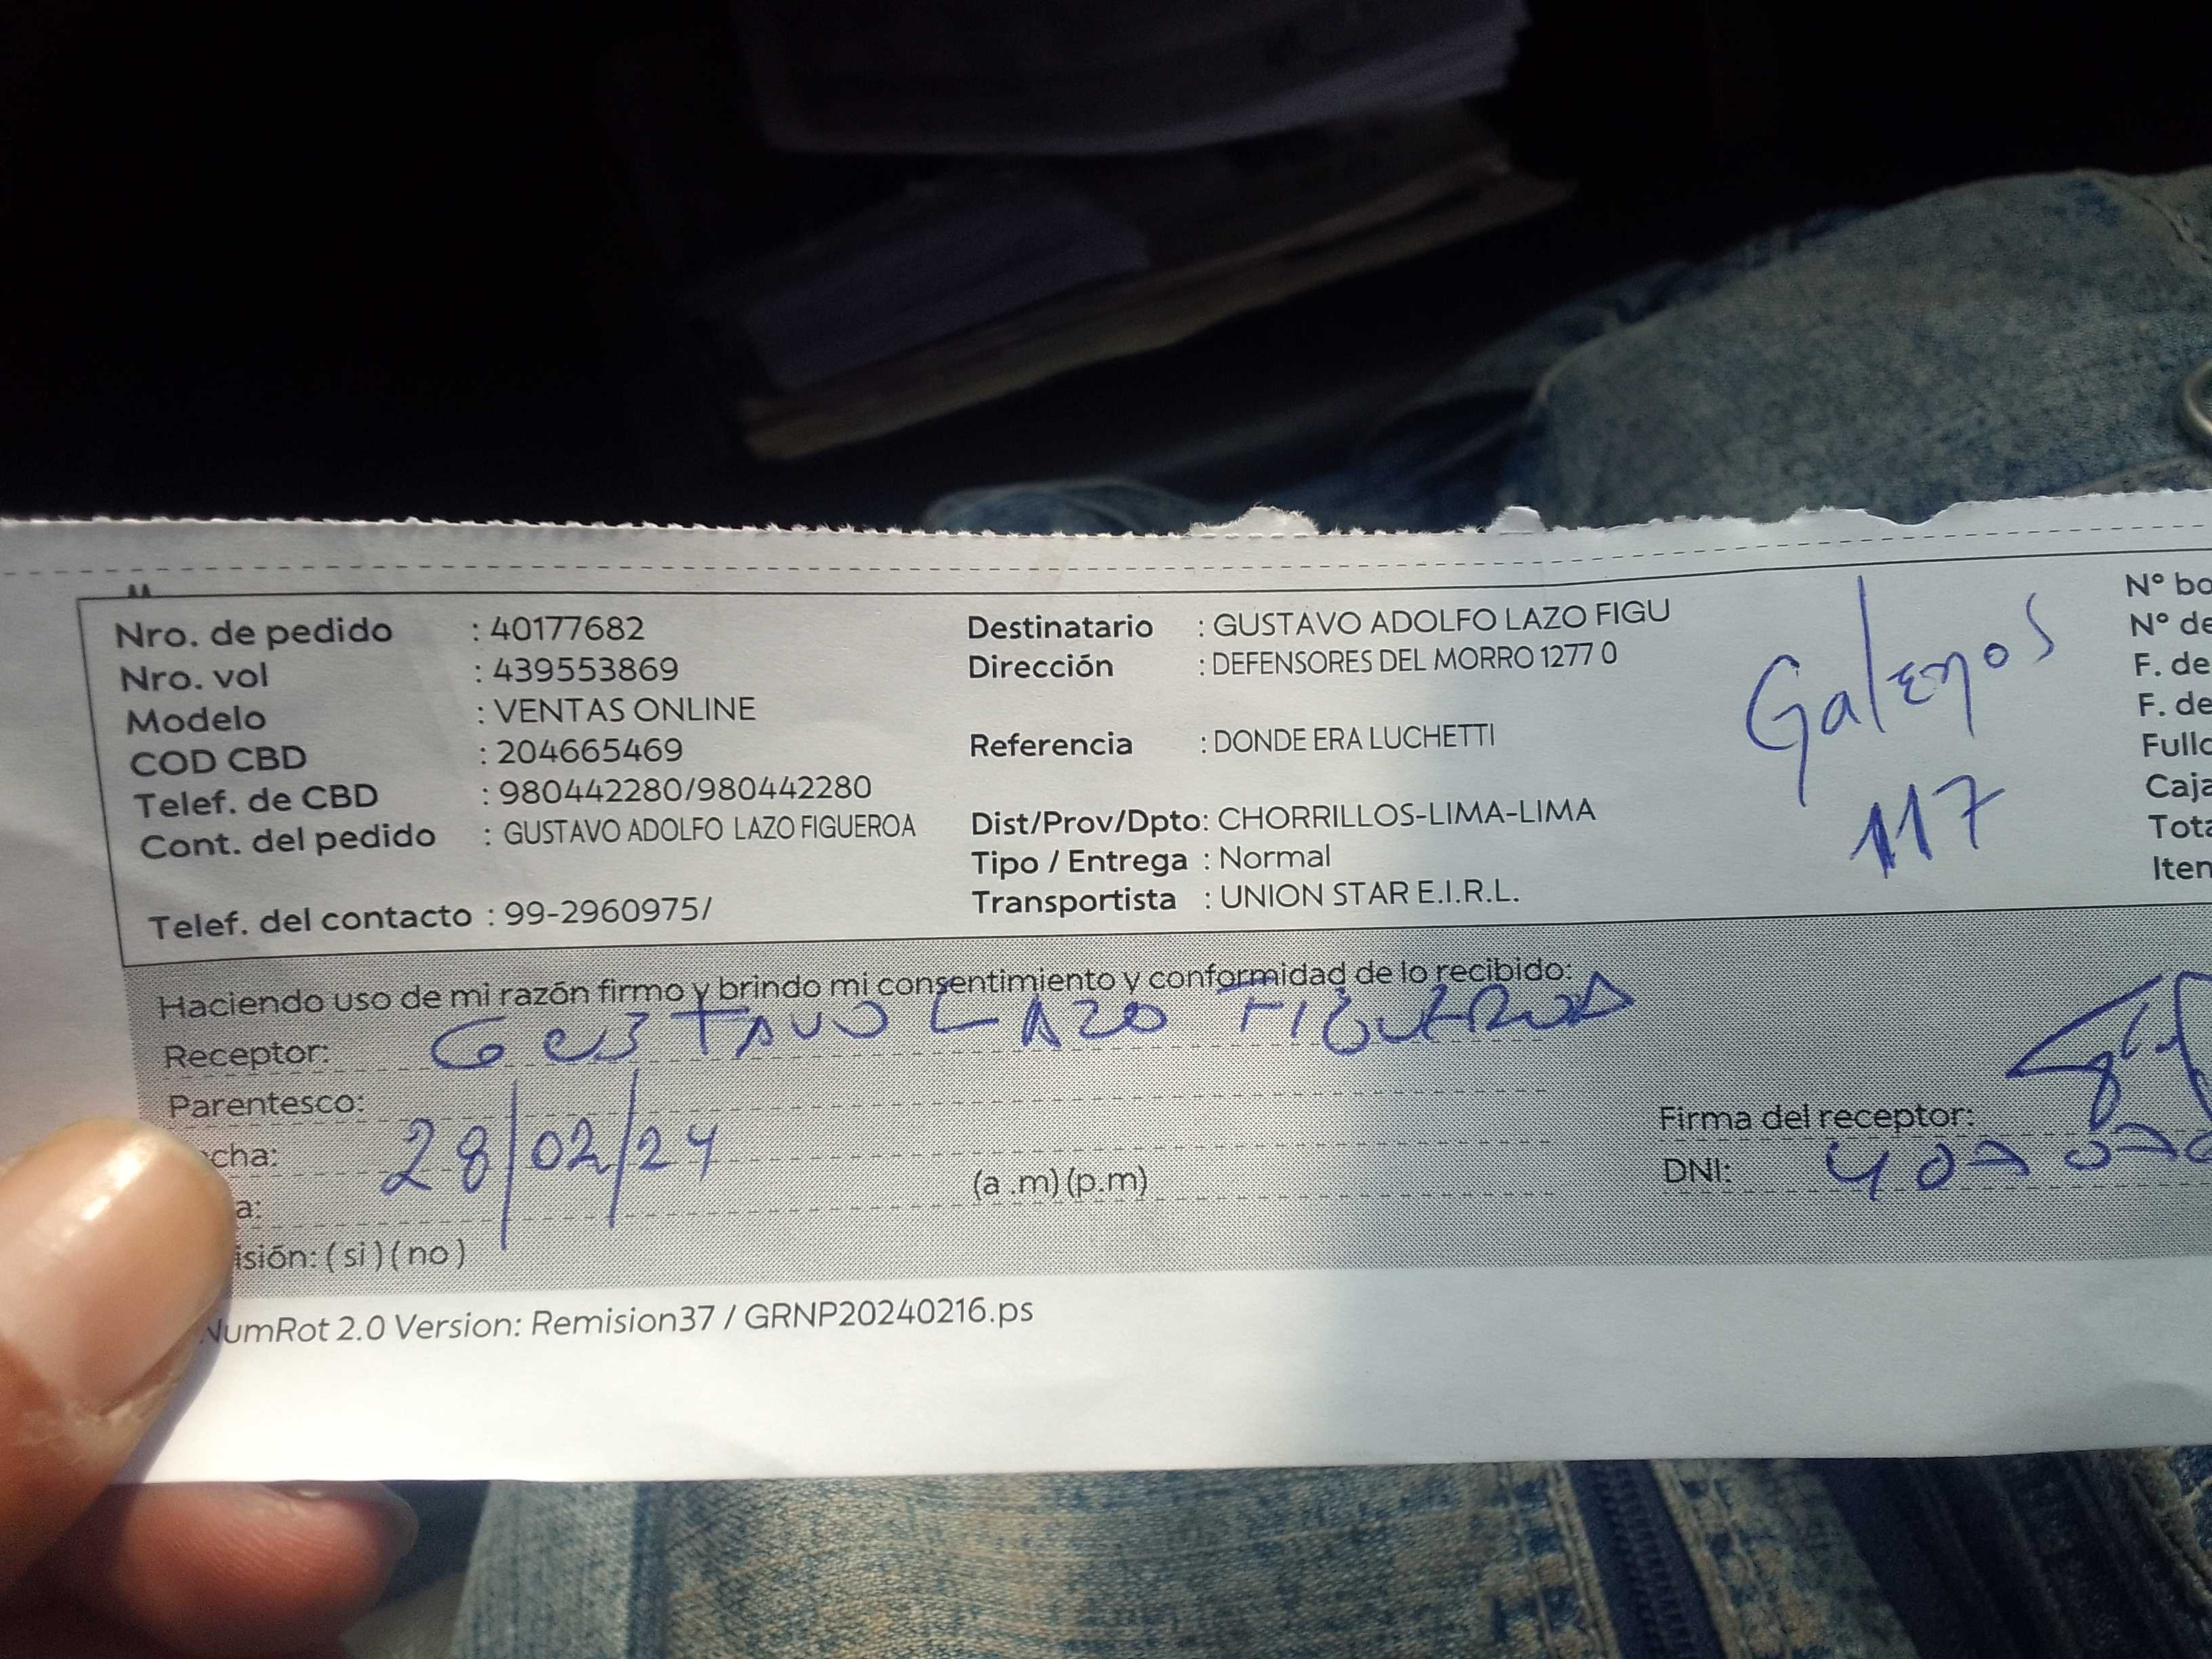 Nro. de pedido : 40177682
Nro. vol : 439553869
Modelo : VENTAS ONLINE
COD CBD : 204665469
Telef. de CBD : 980442280/980442280
Cont. del pedido : GUSTAVO ADOLFO LAZO FIGUEROA
Telef. del contacto : 99-2960975/
Destinatario : GUSTAVO ADOLFO LAZO FIGU
Dirección : DEFENSORES DEL MORRO 1277 0
Referencia : DONDE ERA LUCHETTI
Dist/Prov/Dpto: CHORRILLOS-LIMA-LIMA
Tipo / Entrega : Normal
Transportista : UNION STAR E.I.R.L.
Galenos
117
N° bo
N° de
F. de
F. de
Fullc
Caja
Tota
Iten
Haciendo uso de mi razón firmo y brindo mi consentimiento y conformidad de lo recibido:
Receptor: GUSTAVO LAZO FIGUEROA
Parentesco:
cha: 28/02/24
a: (a .m) (p.m)
isión: ( si ) ( no )
Firma del receptor:
DNI:
NumRot 2.0 Version: Remision37 / GRNP20240216.ps